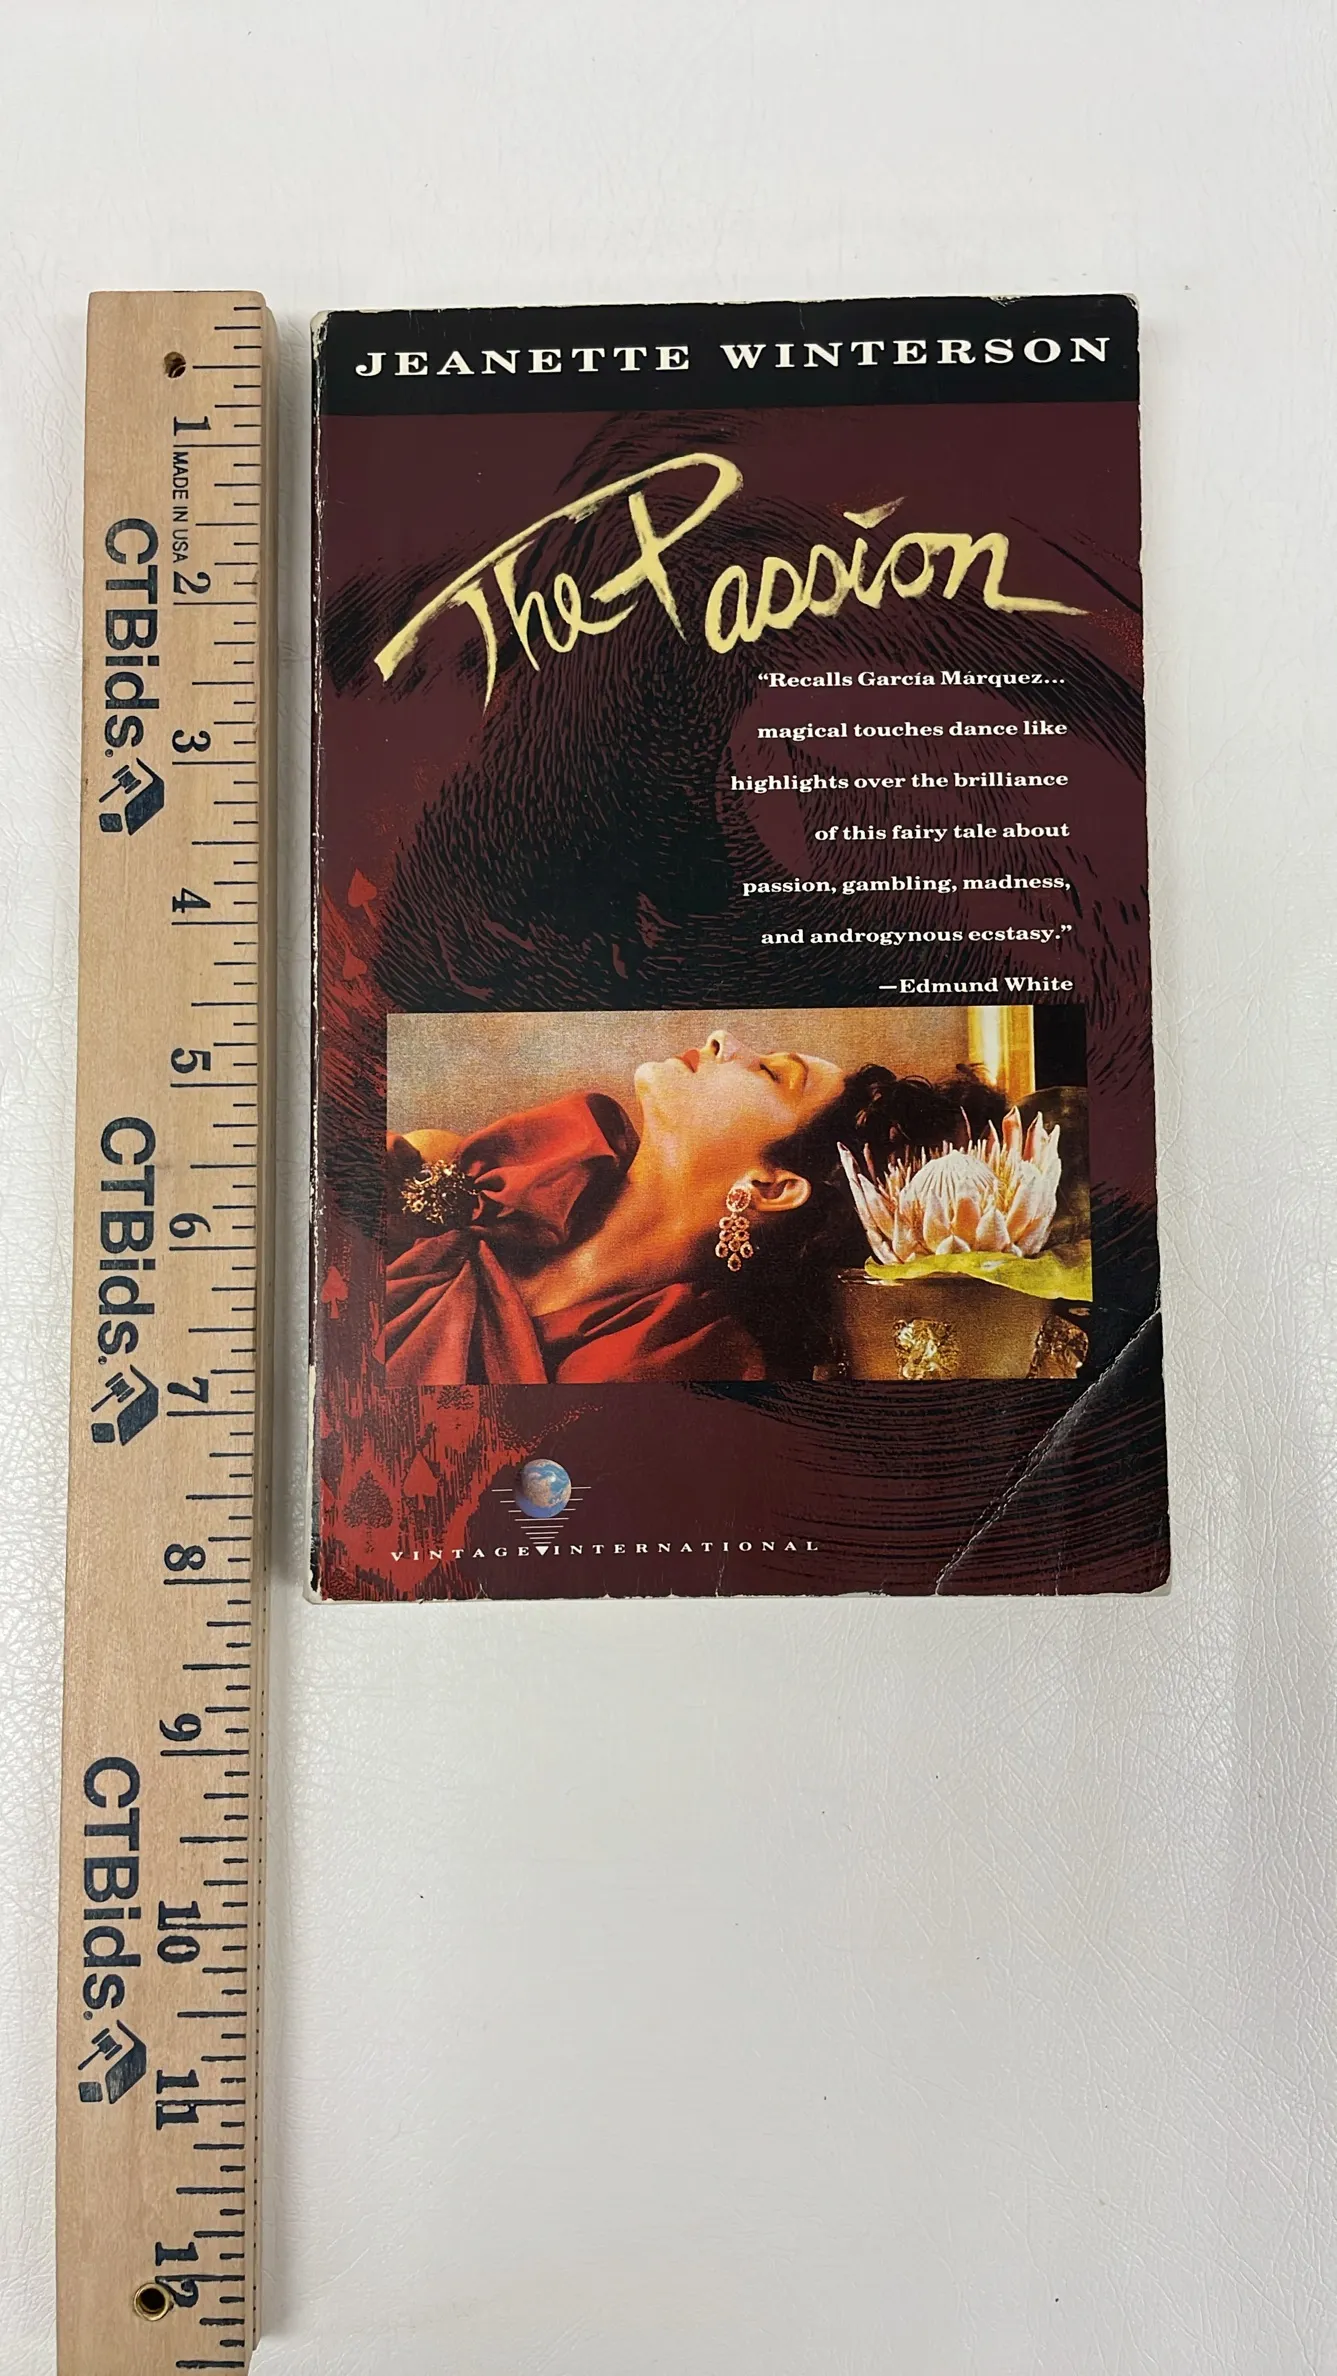 JEANETTE WINTERSON
The Passion
“Recalls García Márquez...
magical touches dance like
highlights over the brilliance
of this fairy tale about
passion, gambling, madness,
and androgynous ecstasy.”
—Edmund White
VINTAGE INTERNATIONAL
1
MADE IN USA
2
3
4
5
6
7
8
9
10
11
12
CTBids.
CTBids.
CTBids.